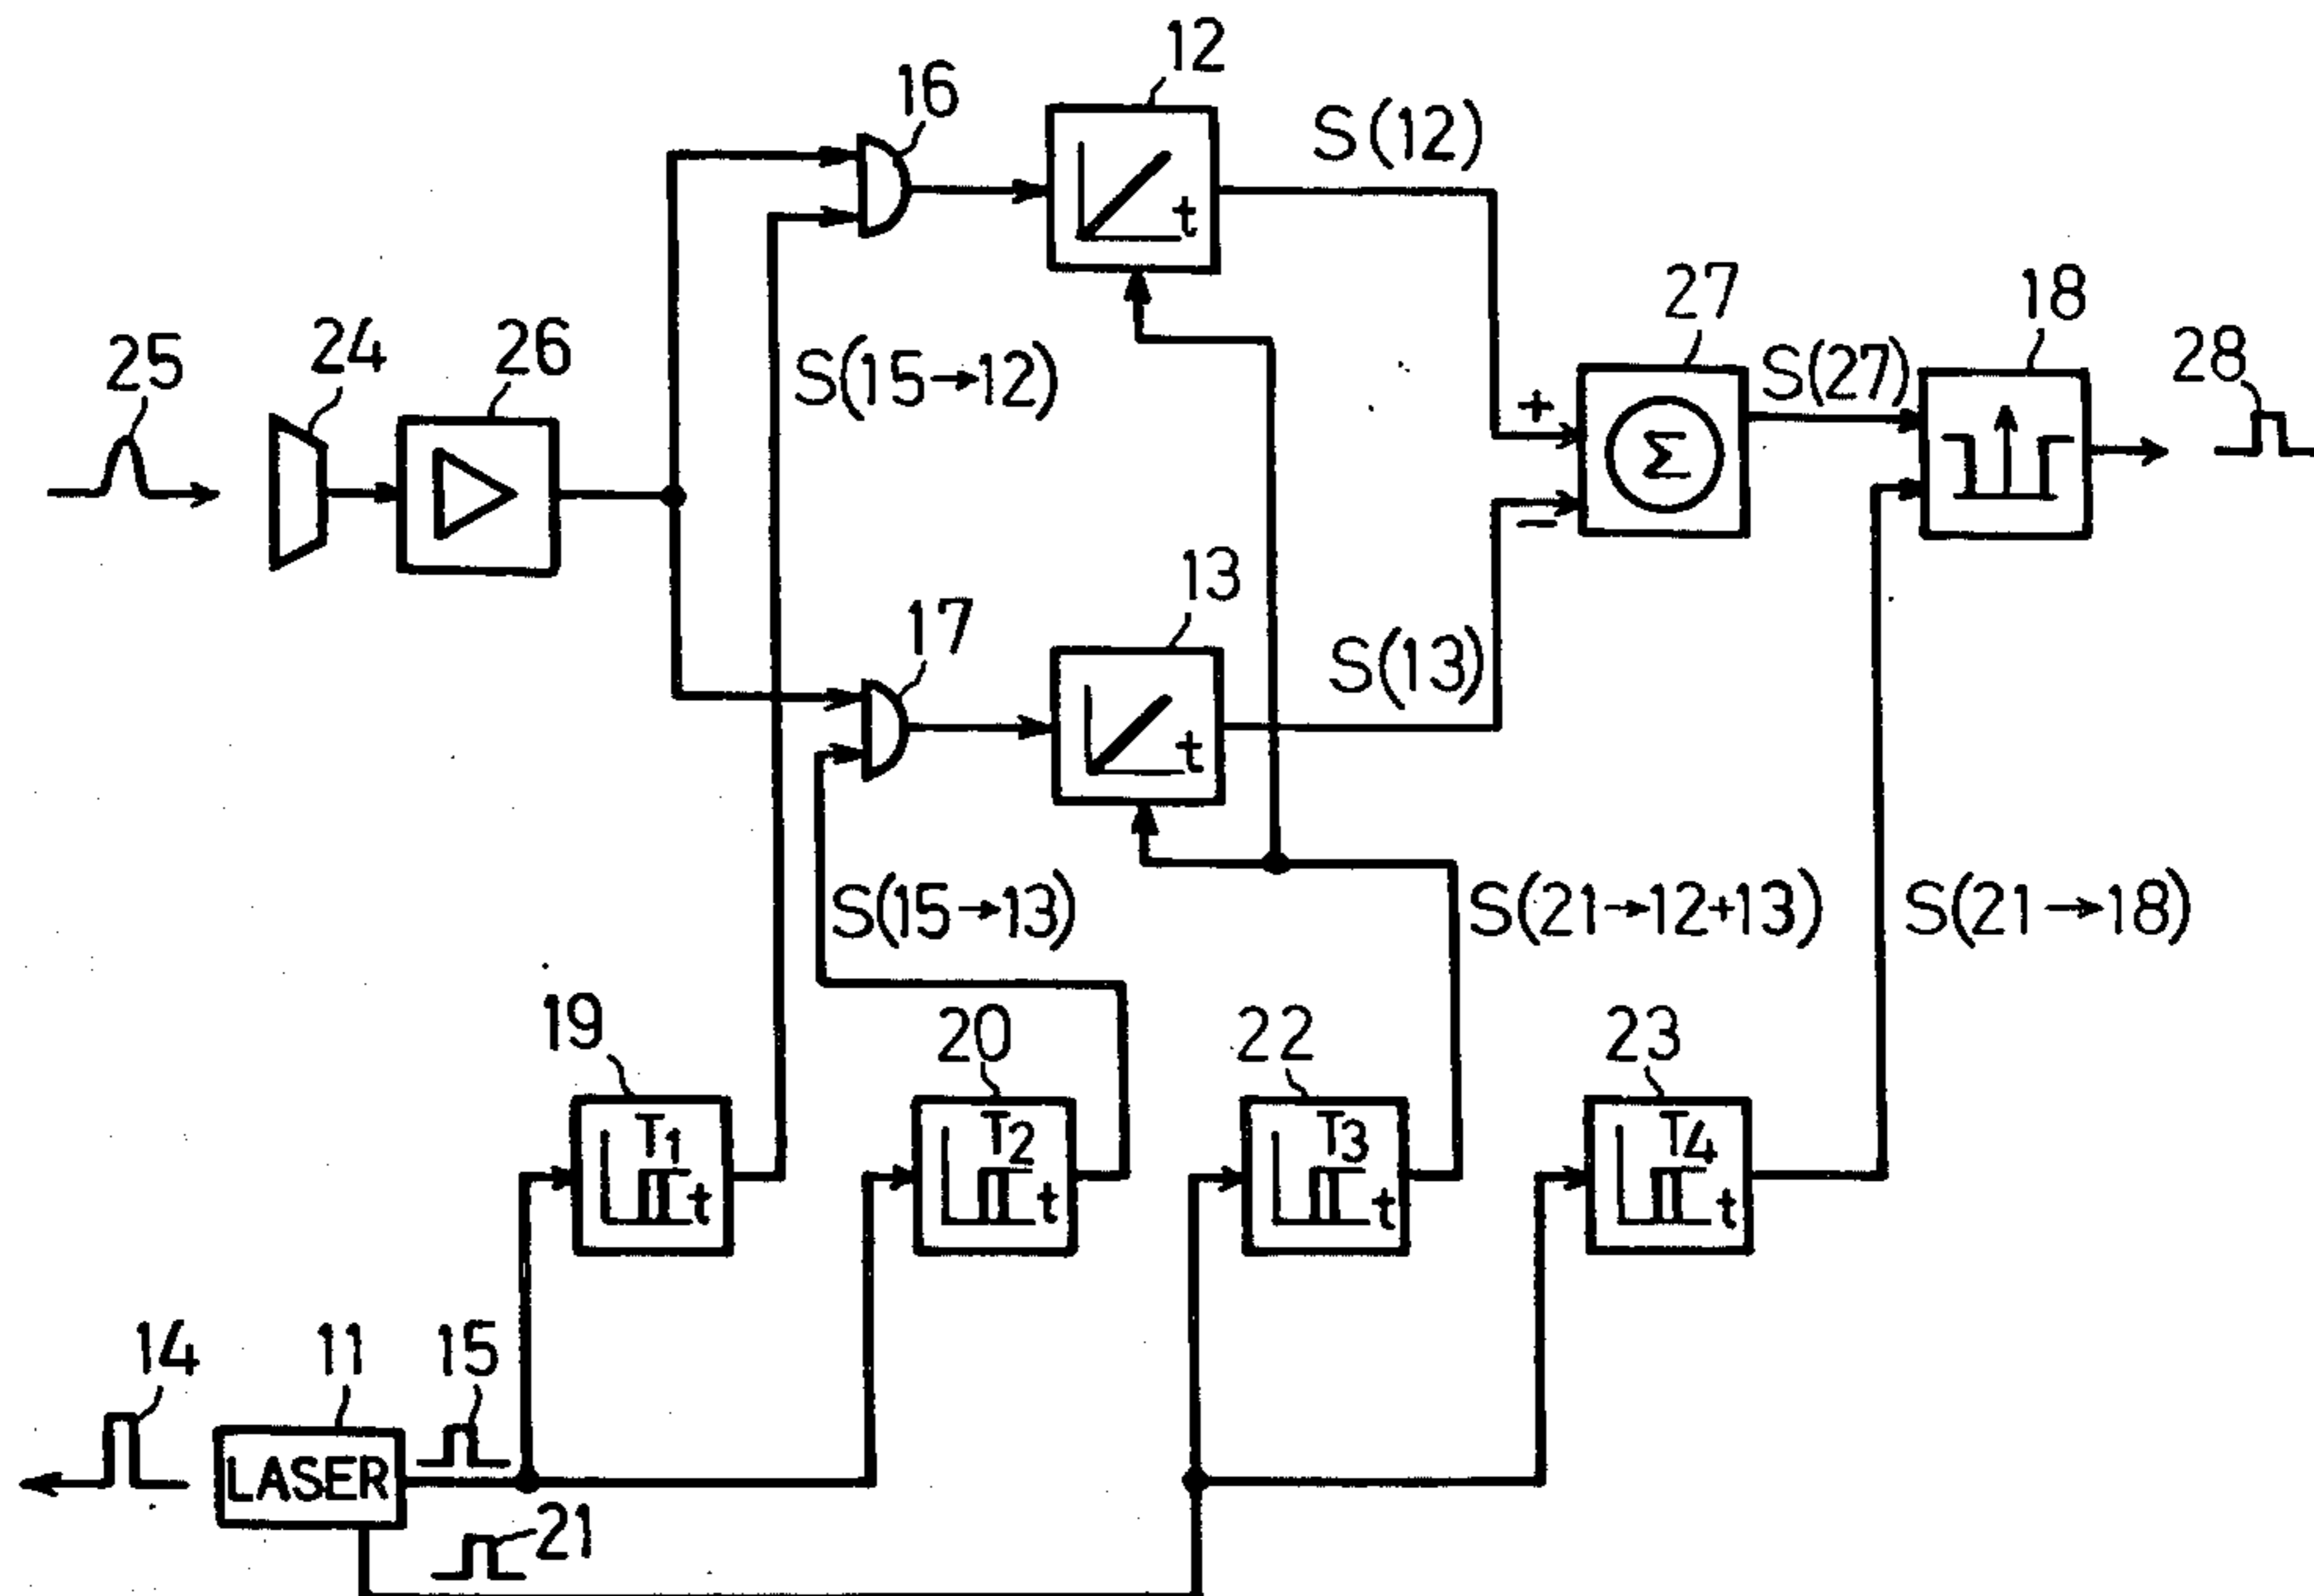 12
16
S(12)
27
18
25
24
26
S(15→12)
+
S(27)
28
t
Σ
−
13
17
S(13)
t
S(15→13)
S(21→12+13)
S(21→18)
19
20
22
23
T1
t
T2
t
T3
t
T4
t
14
11
15
LASER
21